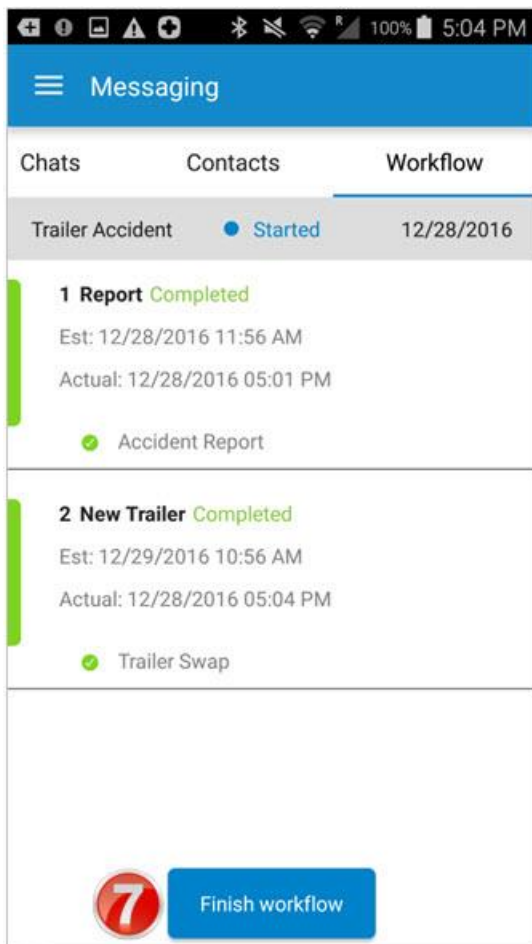 R 100% 5:04 PM
Messaging
Chats Contacts Workflow
Trailer Accident Started 12/28/2016
1 Report Completed
Est: 12/28/2016 11:56 AM
Actual: 12/28/2016 05:01 PM
Accident Report
2 New Trailer Completed
Est: 12/29/2016 10:56 AM
Actual: 12/28/2016 05:04 PM
Trailer Swap
7 Finish workflow